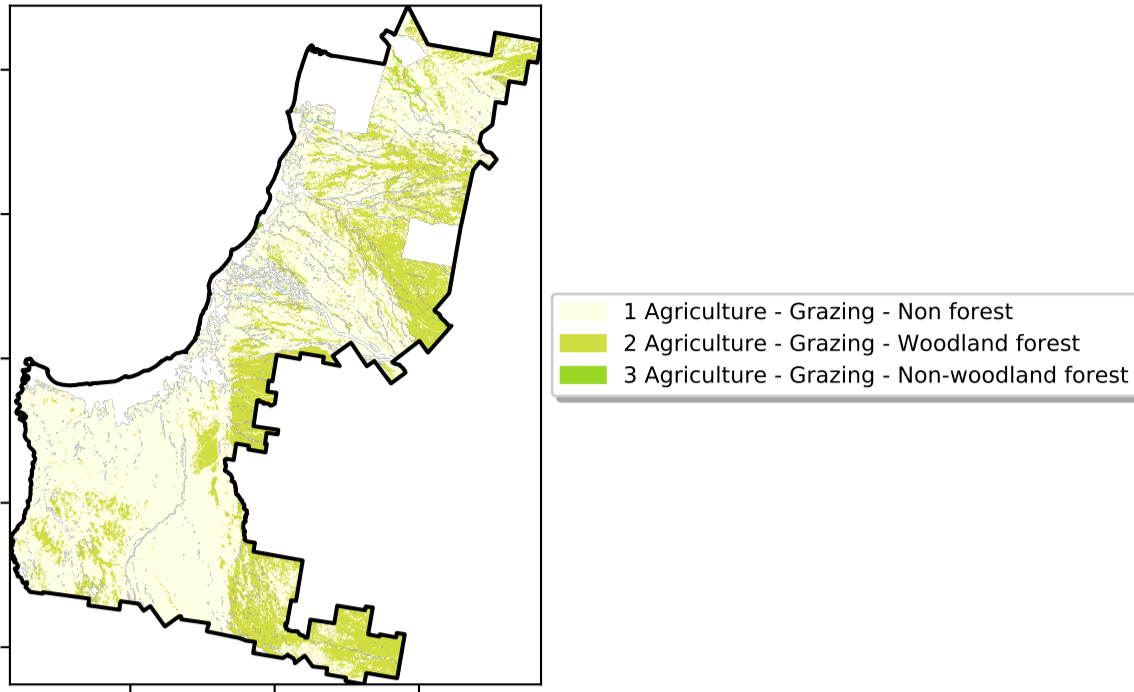 1 Agriculture - Grazing - Non forest
2 Agriculture - Grazing - Woodland forest
3 Agriculture - Grazing - Non-woodland forest